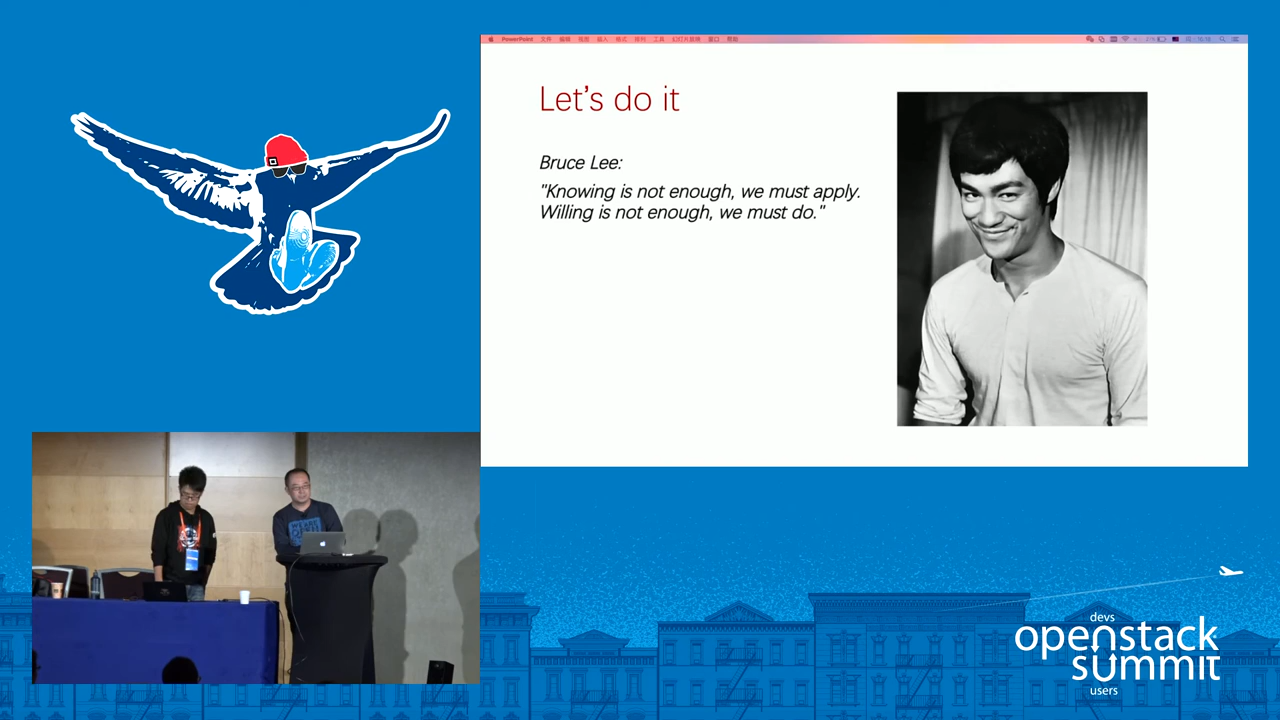 PowerPoint 文件 编辑 视图 插入 格式 排列 工具 幻灯片放映 窗口 帮助
Let's do it
Bruce Lee:
"Knowing is not enough, we must apply.
Willing is not enough, we must do."
WE ARE
devs
openstack
summit
users